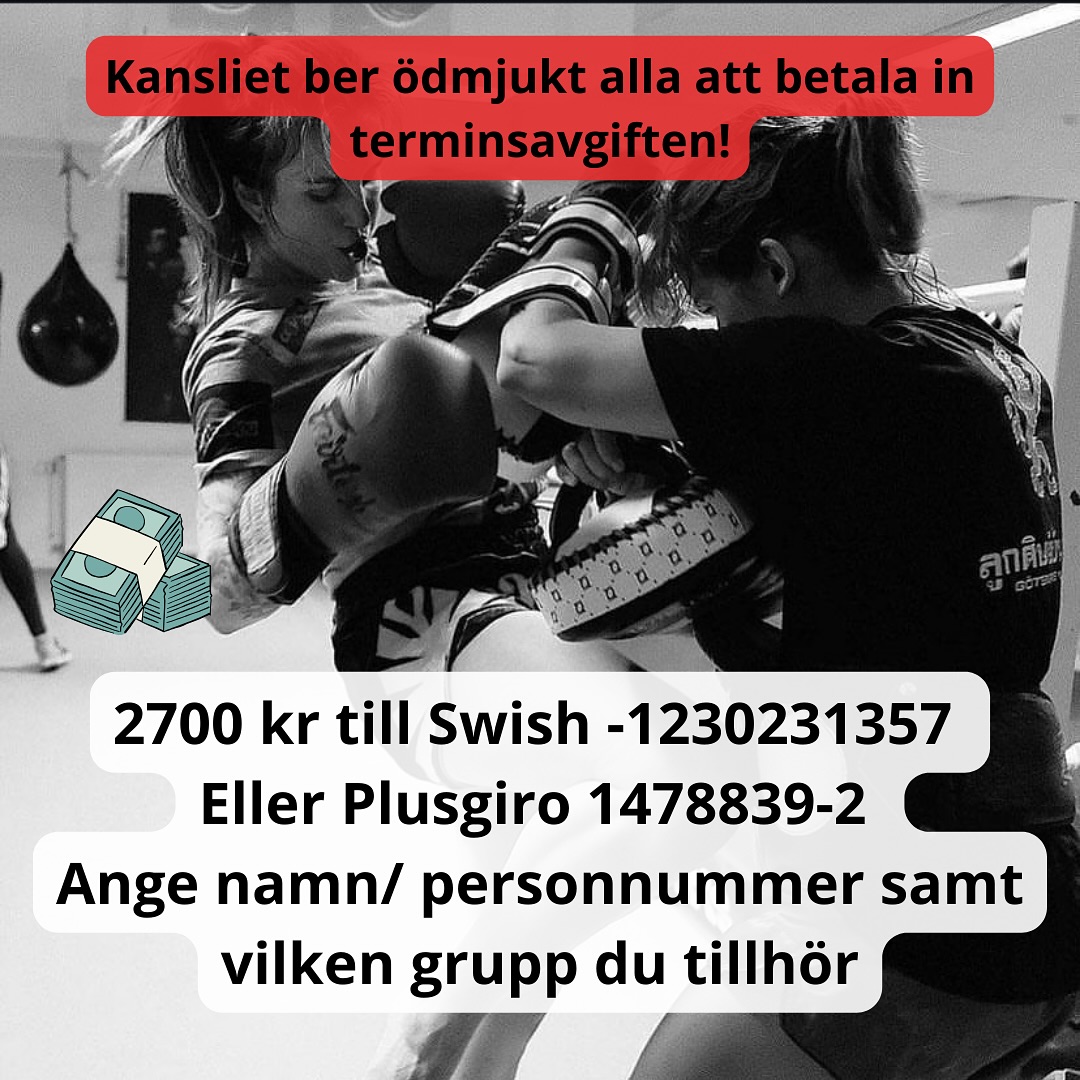 Kansliet ber ödmjukt alla att betala in
terminsavgiften!
2700 kr till Swish -1230231357
Eller Plusgiro 1478839-2
Ange namn/ personnummer samt
vilken grupp du tillhör